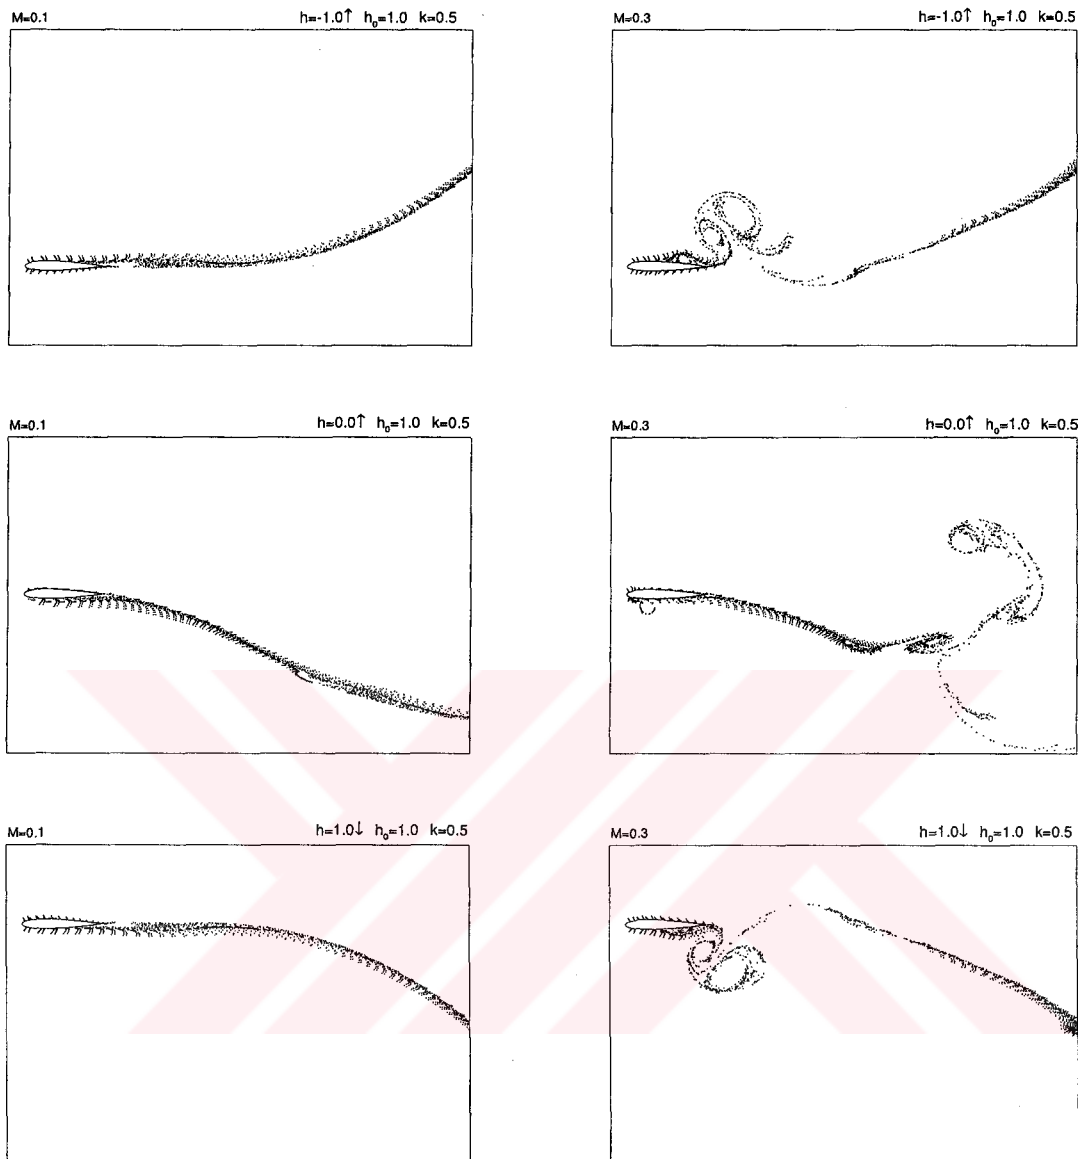 M=0.1 h=-1.0↑ h₀=1.0 k=0.5
M=0.3 h=-1.0↑ h₀=1.0 k=0.5
M=0.1 h=0.0↑ h₀=1.0 k=0.5
M=0.3 h=0.0↑ h₀=1.0 k=0.5
M=0.1 h=1.0↓ h₀=1.0 k=0.5
M=0.3 h=1.0↓ h₀=1.0 k=0.5